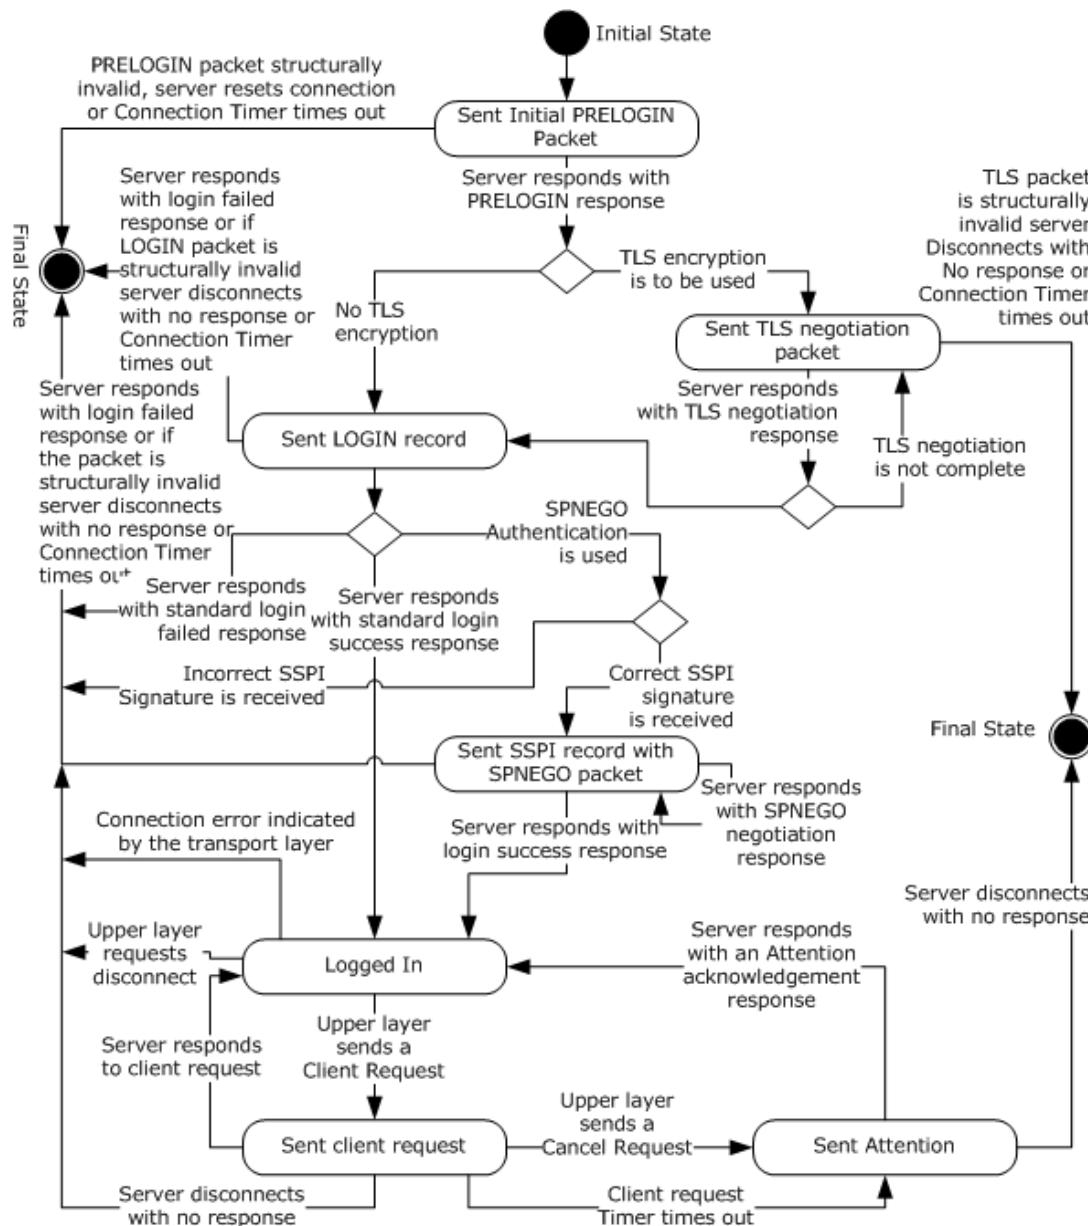 Initial State
PRELOGIN packet structurally
invalid, server resets connection
or Connection Timer times out
Sent Initial PRELOGIN
Packet
Server responds with
PRELOGIN response
Server responds
with login failed
response or if
LOGIN packet is
structurally invalid
server disconnects
with no response or
Connection Timer
times out
Final State
TLS packet
is structurally
invalid server
Disconnects with
No response or
Connection Timer
times out
TLS encryption
is to be used
No TLS
encryption
Sent TLS negotiation
packet
Server responds
with TLS negotiation
response
TLS negotiation
is not complete
Server responds
with login failed
response or if
the packet is
structurally invalid
server disconnects
with no response or
Connection Timer
times out
Sent LOGIN record
SPNEGO
Authentication
is used
Server responds
with standard login
failed response
Server responds
with standard login
success response
Incorrect SSPI
Signature is received
Correct SSPI
signature
is received
Final State
Sent SSPI record with
SPNEGO packet
Server responds
with SPNEGO
negotiation
response
Server responds with
login success response
Connection error indicated
by the transport layer
Server disconnects
with no response
Upper layer
requests
disconnect
Logged In
Server responds
with an Attention
acknowledgement
response
Server responds
to client request
Upper layer
sends a
Client Request
Sent client request
Upper layer
sends a
Cancel Request
Sent Attention
Server disconnects
with no response
Client request
Timer times out